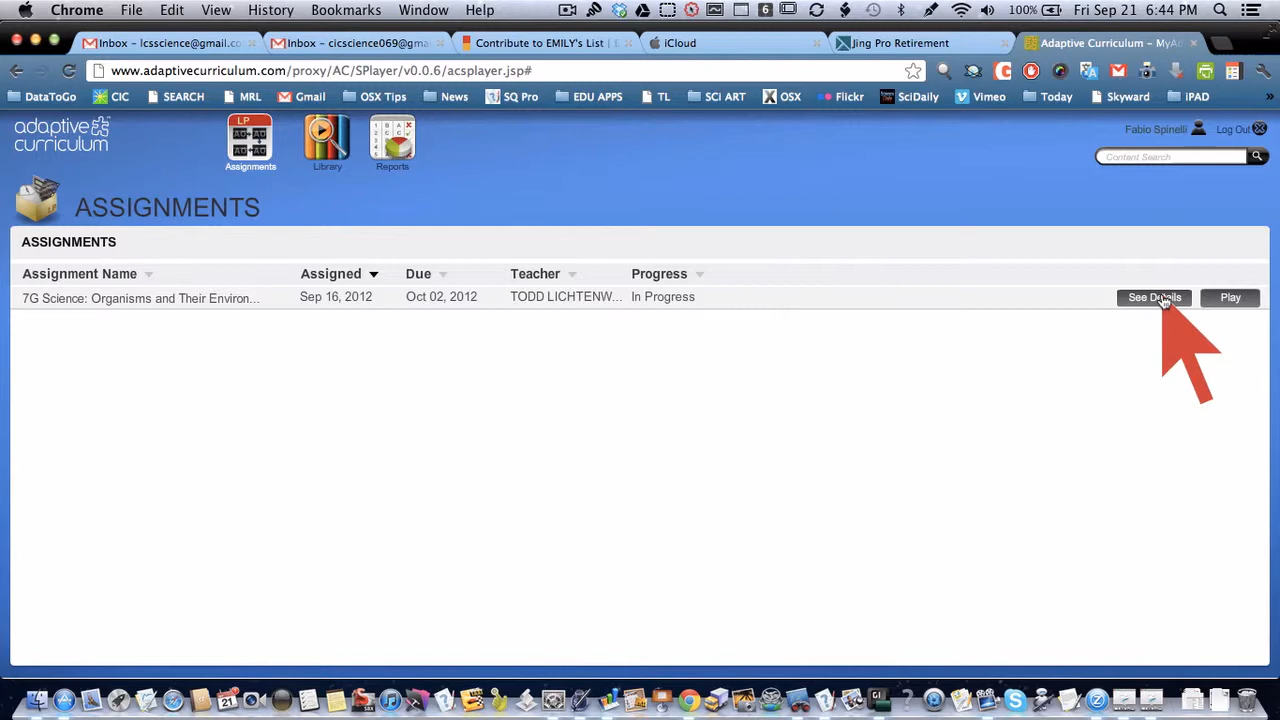 Chrome File Edit View History Bookmarks Window Help 6 100% Fri Sep 21 6:44 PM
Inbox – lcsscience@gmail.co Inbox – cicscience069@gma Contribute to EMILY's List | E iCloud Jing Pro Retirement Adaptive Curriculum – MyA
www.adaptivecurriculum.com/proxy/AC/SPlayer/v0.0.6/acsplayer.jsp#
DataToGo CIC SEARCH MRL Gmail OSX Tips News SQ Pro EDU APPS TL SCI ART OSX Flickr SciDaily Vimeo Today Skyward iPAD »
adaptive curriculum
LP
Assignments Library Reports
Fabio Spinelli Log Out
Content Search
ASSIGNMENTS
ASSIGNMENTS
Assignment Name Assigned Due Teacher Progress
7G Science: Organisms and Their Environ... Sep 16, 2012 Oct 02, 2012 TODD LICHTENW... In Progress See Details Play